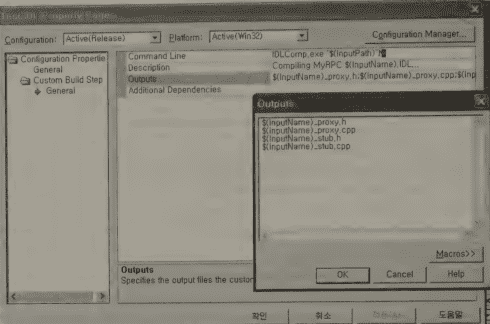 Property Pages
Configuration: Active(Release) Platform: Active(Win32) Configuration Manager...
Configuration Propertie
General
Custom Build Step
General
Command Line IDLComp.exe "$(InputPath)"
Description Compiling MyRPC $(InputName).IDL...
Outputs $(InputName)_proxy.h;$(InputName)_proxy.cpp;$(Inp
Additional Dependencies
Outputs
$(InputName)_proxy.h
$(InputName)_proxy.cpp
$(InputName)_stub.h
$(InputName)_stub.cpp
Macros>>
OK Cancel Help
Outputs
Specifies the output files the custom
확인 취소 도움말